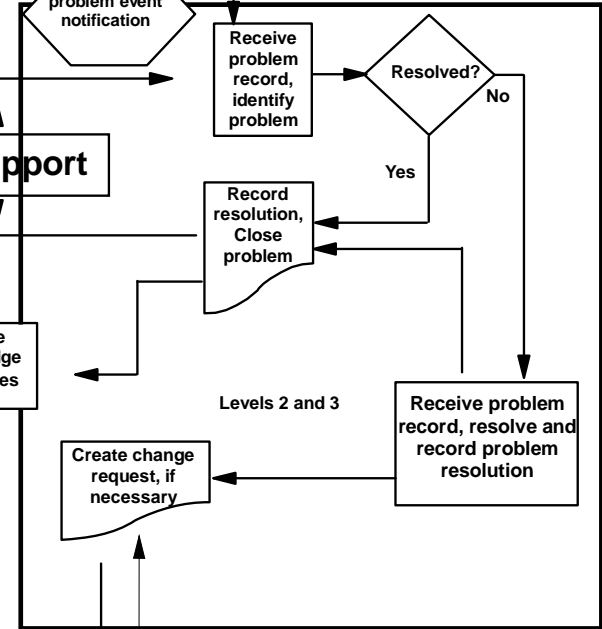 problem event
notification
Receive
problem
record,
identify
problem
Resolved?
No
Yes
pport
Record
resolution,
Close
problem
e
dge
es
Levels 2 and 3
Receive problem
record, resolve and
record problem
resolution
Create change
request, if
necessary